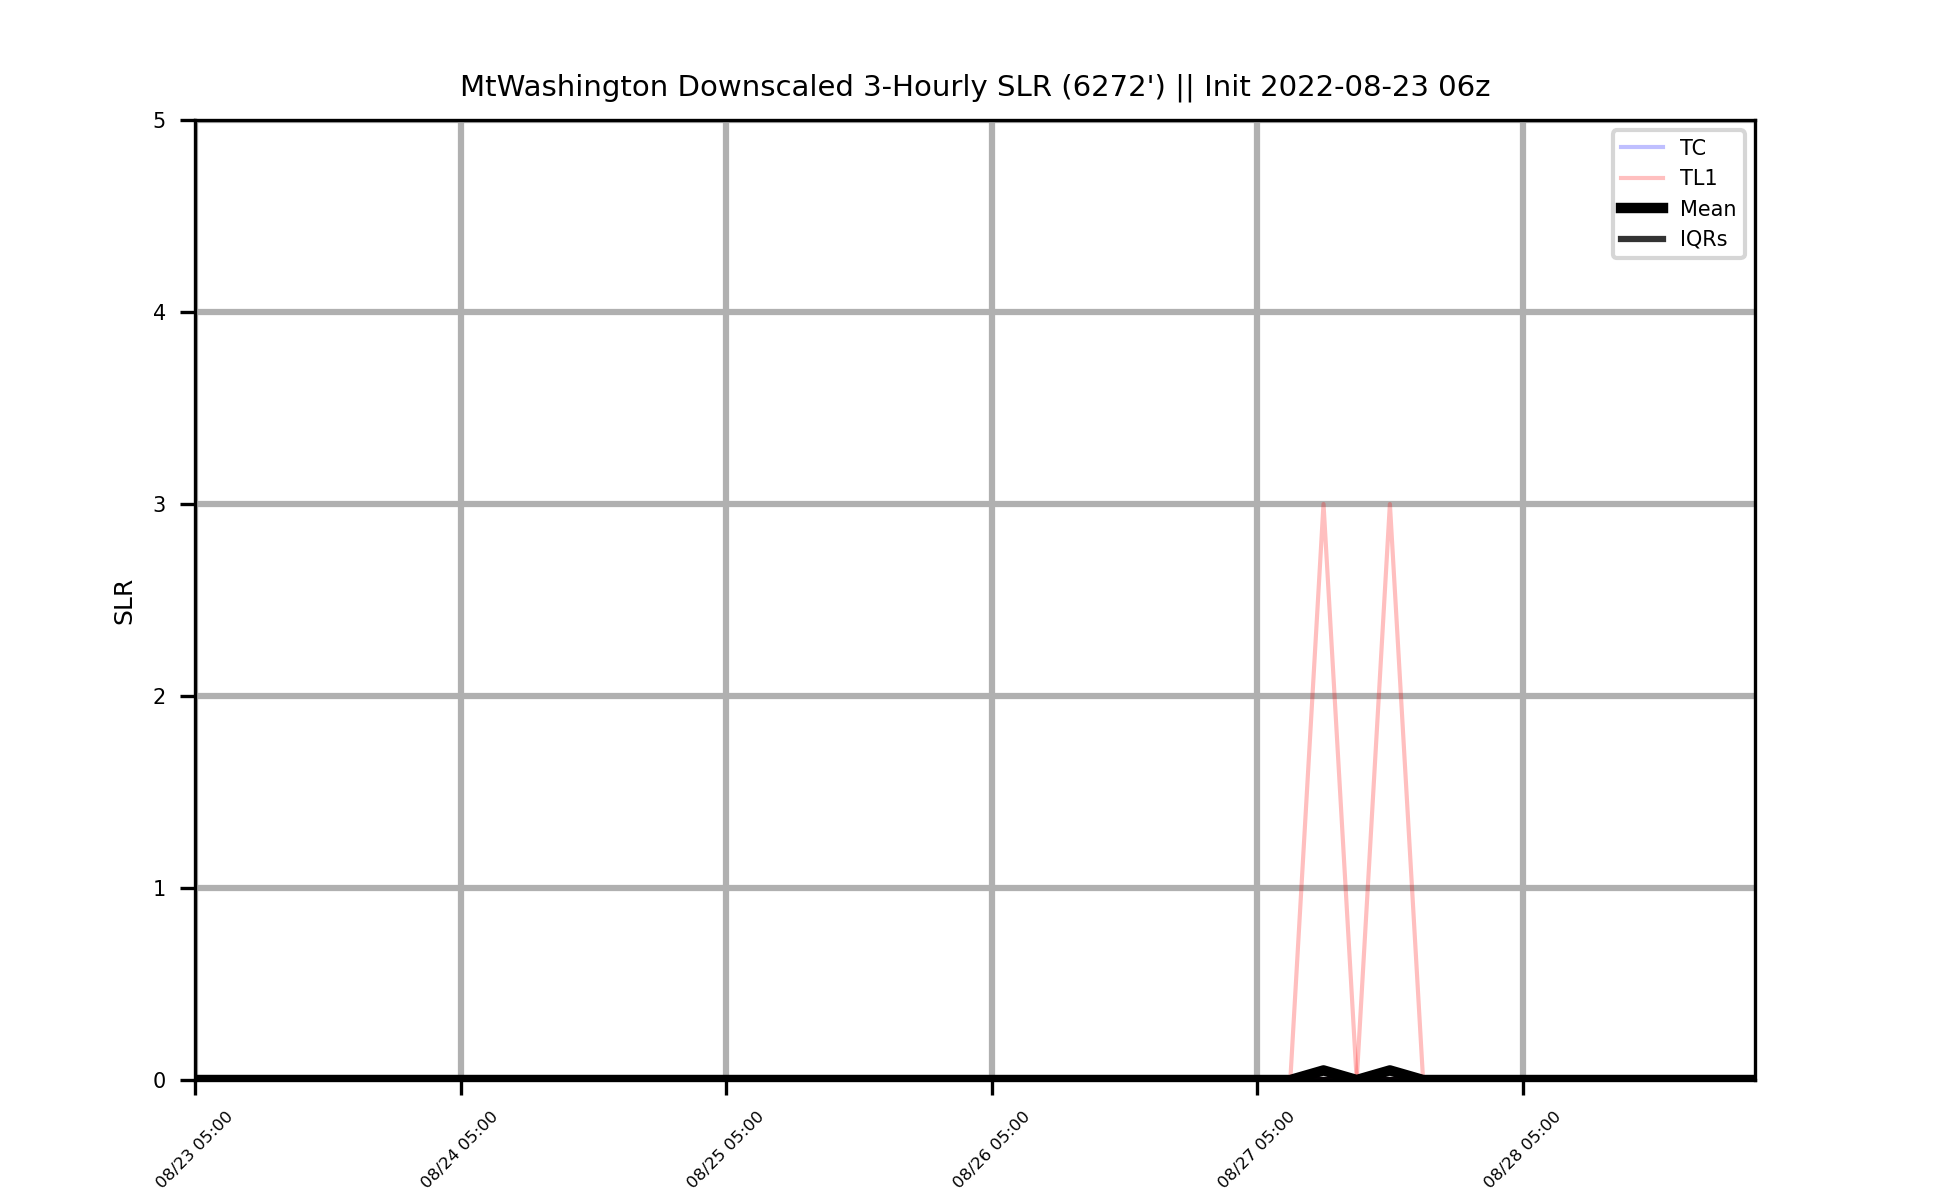 MtWashington Downscaled 3-Hourly SLR (6272') || Init 2022-08-23 06z
TC
TL1
Mean
IQRs
5
4
3
2
1
0
SLR
08/23 05:00
08/24 05:00
08/25 05:00
08/26 05:00
08/27 05:00
08/28 05:00